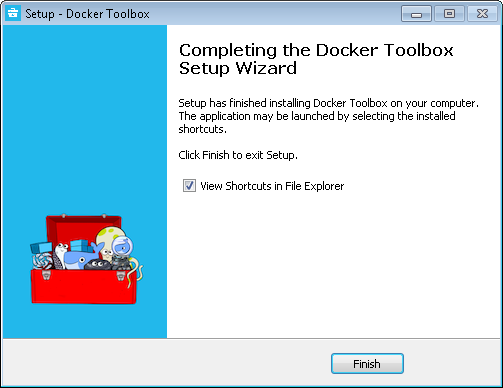 Setup - Docker Toolbox
Completing the Docker Toolbox
Setup Wizard
Setup has finished installing Docker Toolbox on your computer.
The application may be launched by selecting the installed
shortcuts.
Click Finish to exit Setup.
View Shortcuts in File Explorer
Finish